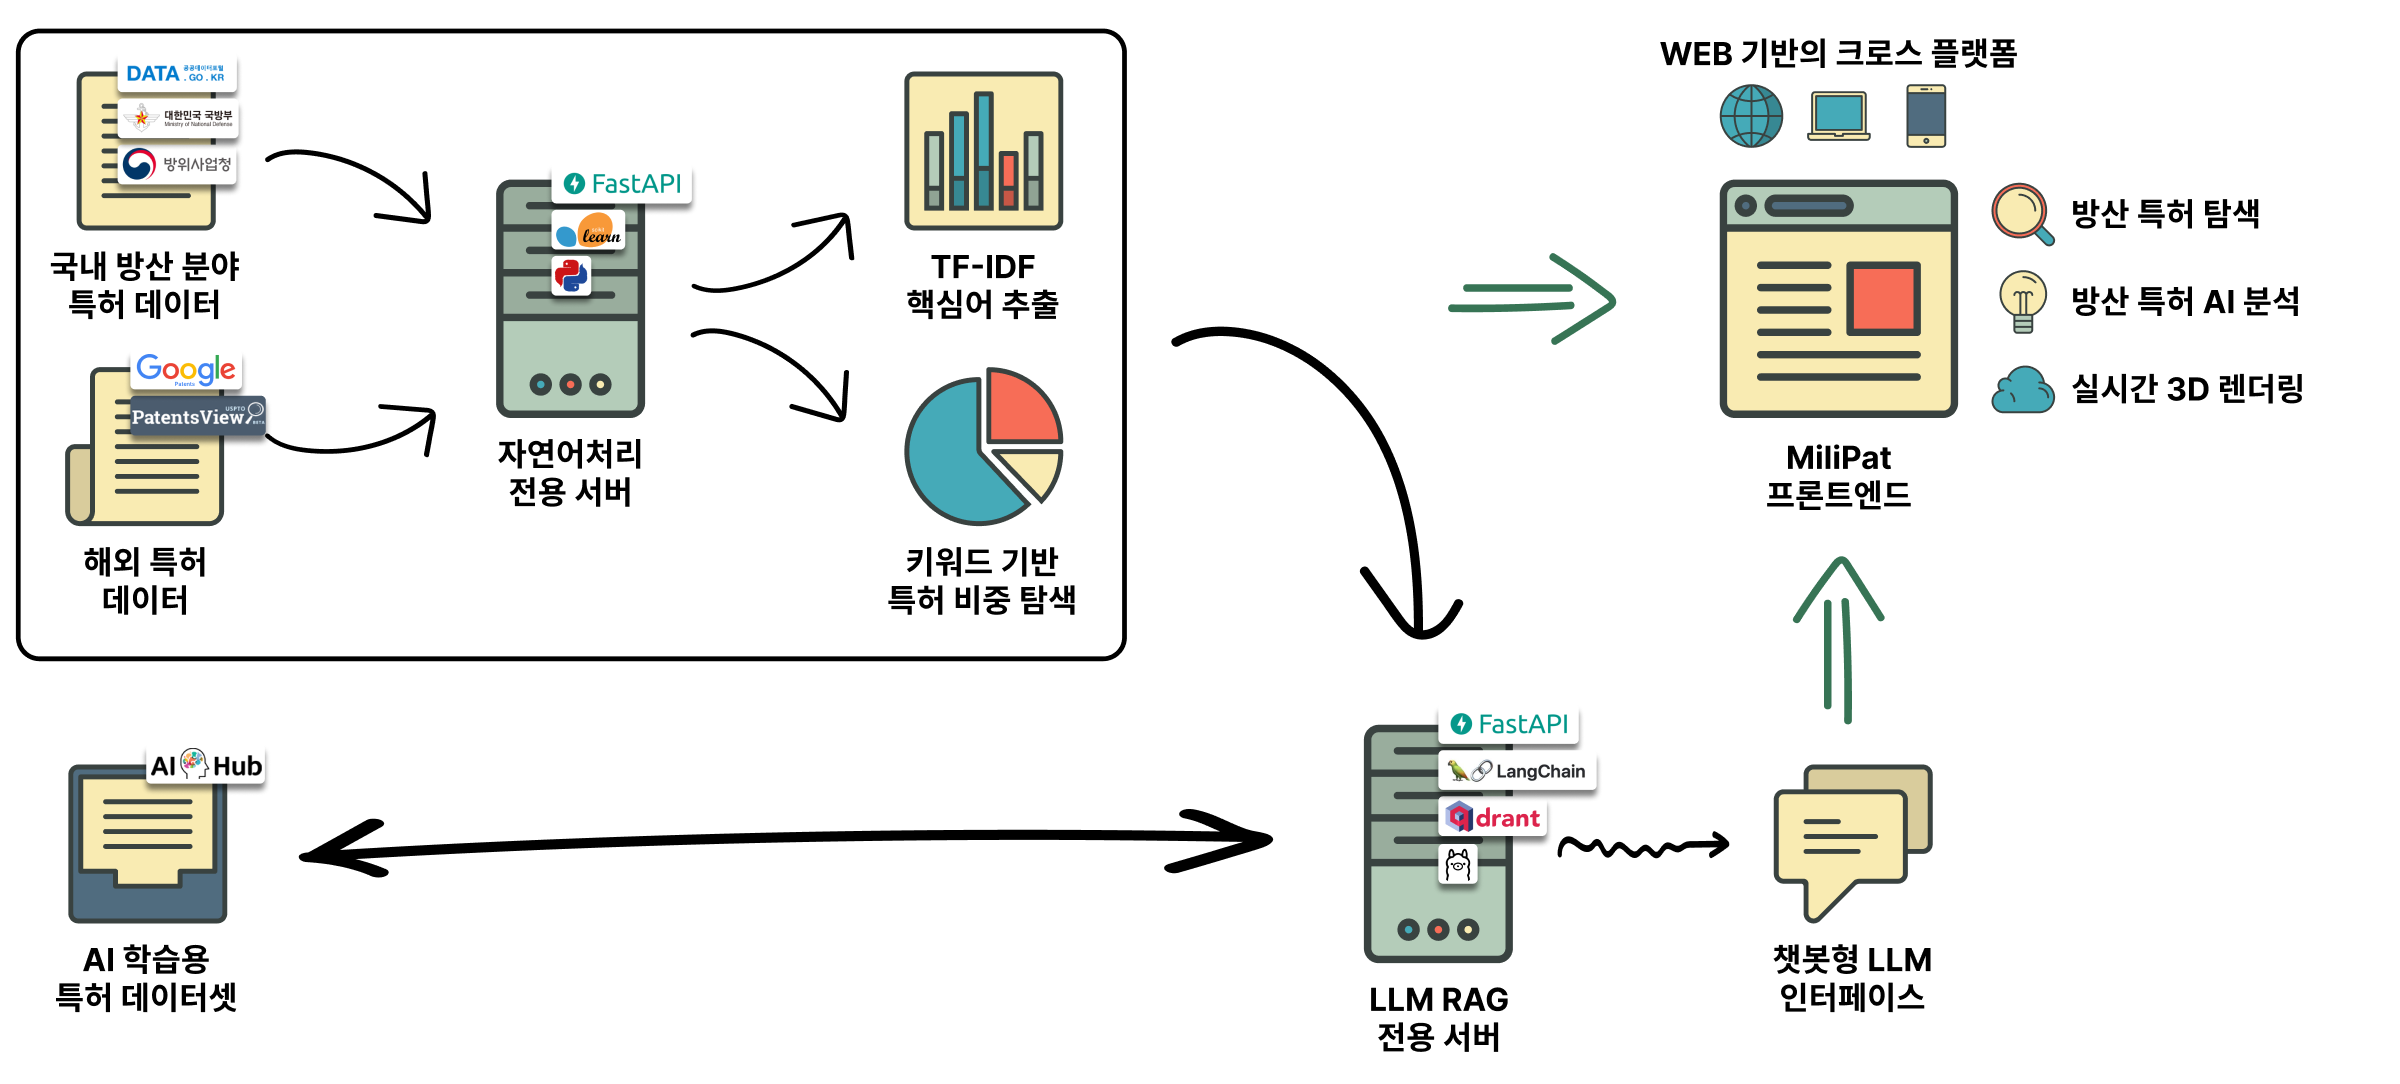 DATA 공공데이터포털
. GO . KR
대한민국 국방부
Ministry of National Defense
방위사업청
국내 방산 분야
특허 데이터
Google
Patents
USPTO
PatentsView
BETA
해외 특허
데이터
FastAPI
learn
자연어처리
전용 서버
TF-IDF
핵심어 추출
키워드 기반
특허 비중 탐색
WEB 기반의 크로스 플랫폼
방산 특허 탐색
방산 특허 AI 분석
실시간 3D 렌더링
MiliPat
프론트엔드
AI Hub
AI 학습용
특허 데이터셋
FastAPI
LangChain
qdrant
LLM RAG
전용 서버
챗봇형 LLM
인터페이스